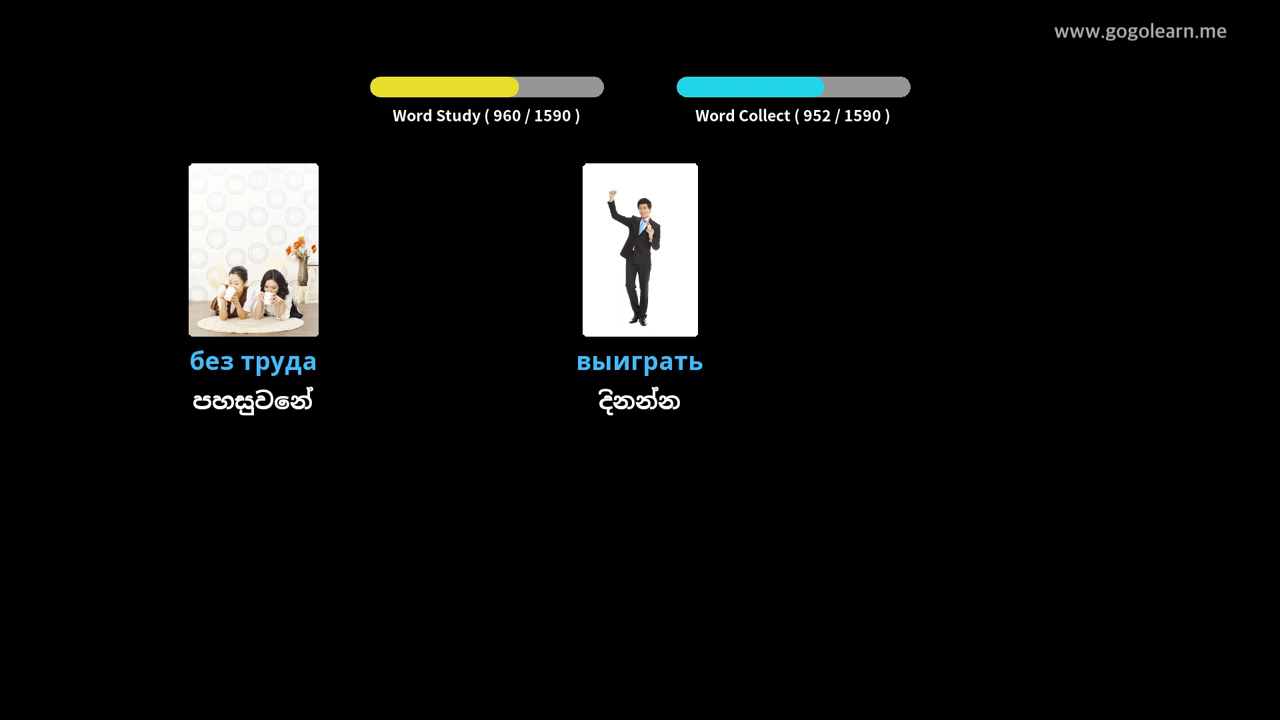 www.gogolearn.me
Word Study ( 960 / 1590 )
Word Collect ( 952 / 1590 )
без труда
පහසුවනේ
выиграть
දිනන්න